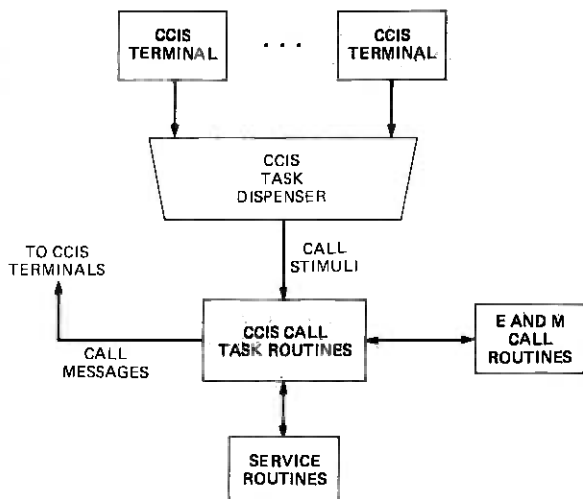 CCIS
TERMINAL
. . .
CCIS
TERMINAL
CCIS
TASK
DISPENSER
CALL
STIMULI
TO CCIS
TERMINALS
CCIS CALL
TASK ROUTINES
E AND M
CALL
ROUTINES
CALL
MESSAGES
SERVICE
ROUTINES